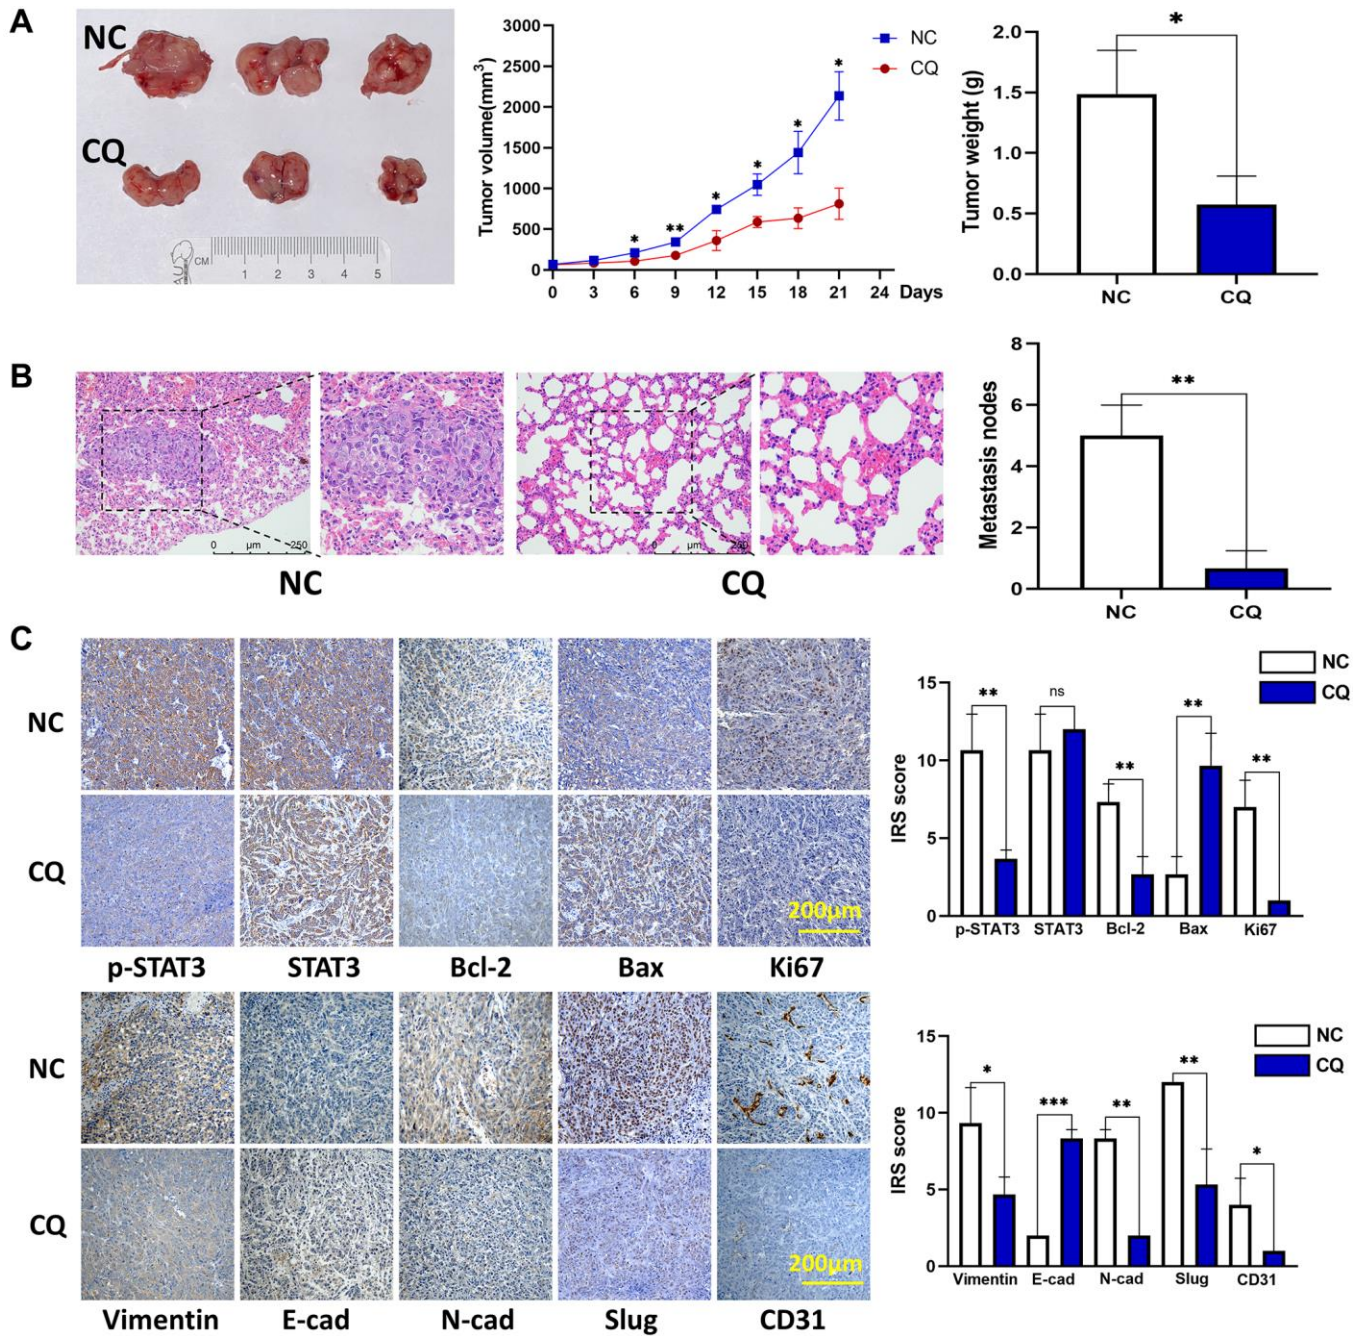 A
NC
CQ
CM 1 2 3 4 5
Tumor volume(mm³)
3000
2500
2000
1500
1000
500
0
0 3 6 9 12 15 18 21 24 Days
NC
CQ
* ** * * * *
Tumor weight (g)
2.0
1.5
1.0
0.5
0.0
*
NC CQ
B
0 µm 250
0 µm 250
NC CQ
Metastasis nodes
8
6
4
2
0
**
NC CQ
C
NC
CQ
200µm
p-STAT3 STAT3 Bcl-2 Bax Ki67
NC
CQ
IRS score
15
10
5
0
** ns ** ** **
p-STAT3 STAT3 Bcl-2 Bax Ki67
NC
CQ
200µm
Vimentin E-cad N-cad Slug CD31
NC
CQ
IRS score
15
10
5
0
* *** ** ** *
Vimentin E-cad N-cad Slug CD31